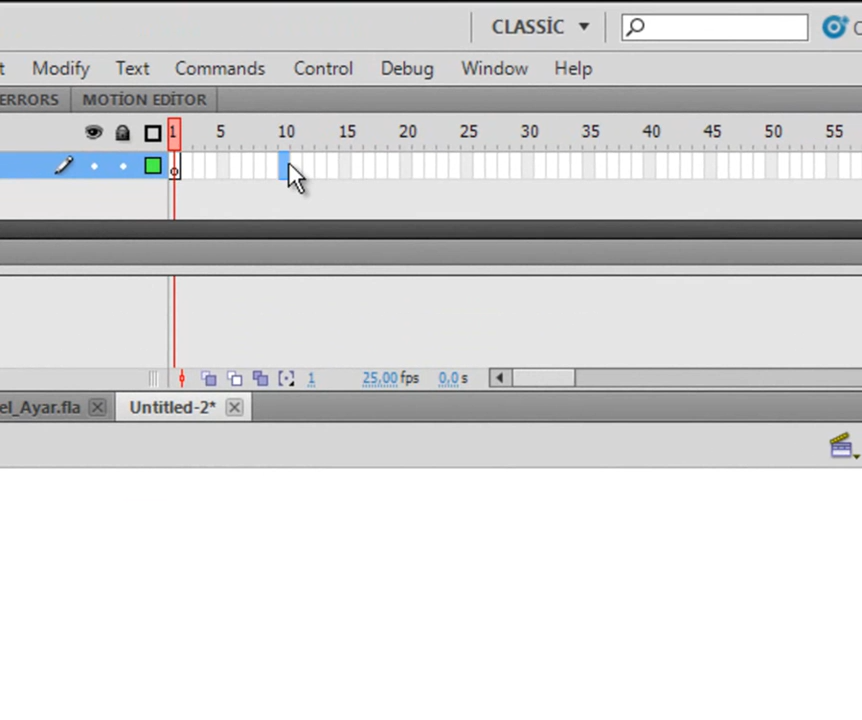 CLASSİC
t Modify Text Commands Control Debug Window Help
ERRORS MOTİON EDİTOR
1 5 10 15 20 25 30 35 40 45 50 55
1 25,00 fps 0,0 s
el_Ayar.fla Untitled-2*